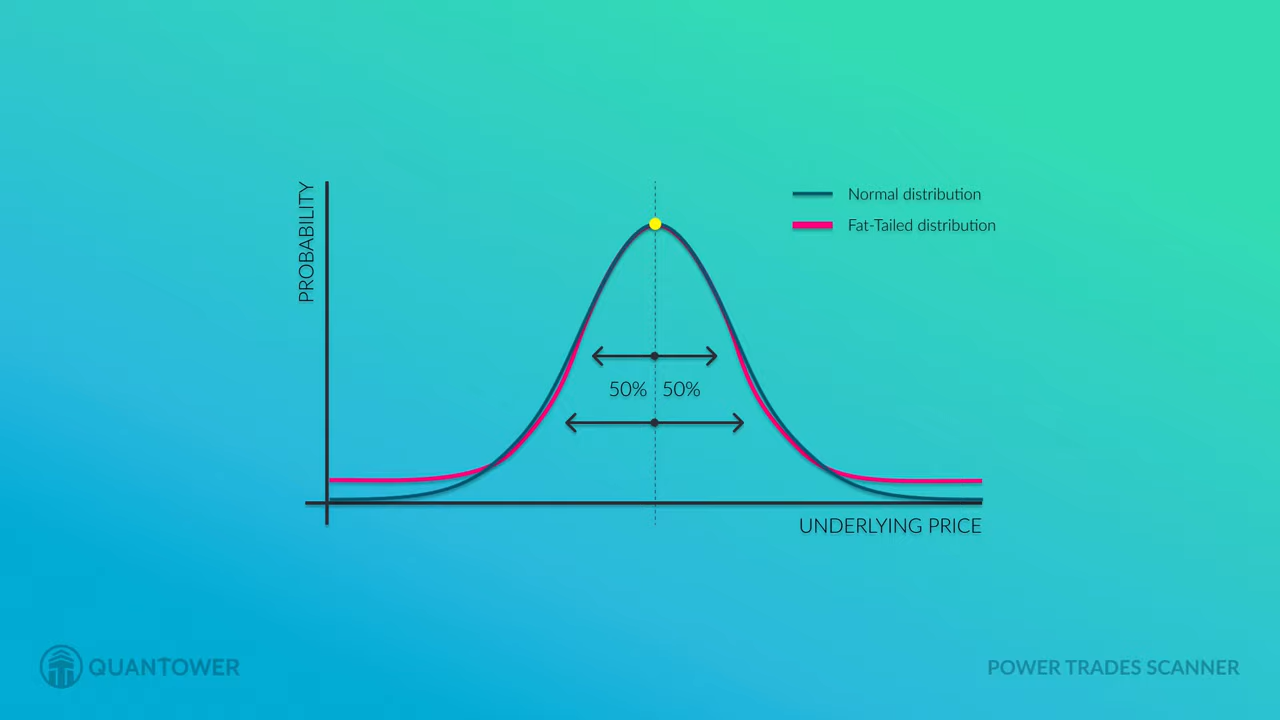 PROBABILITY
Normal distribution
Fat-Tailed distribution
50% 50%
UNDERLYING PRICE
QUANTOWER
POWER TRADES SCANNER